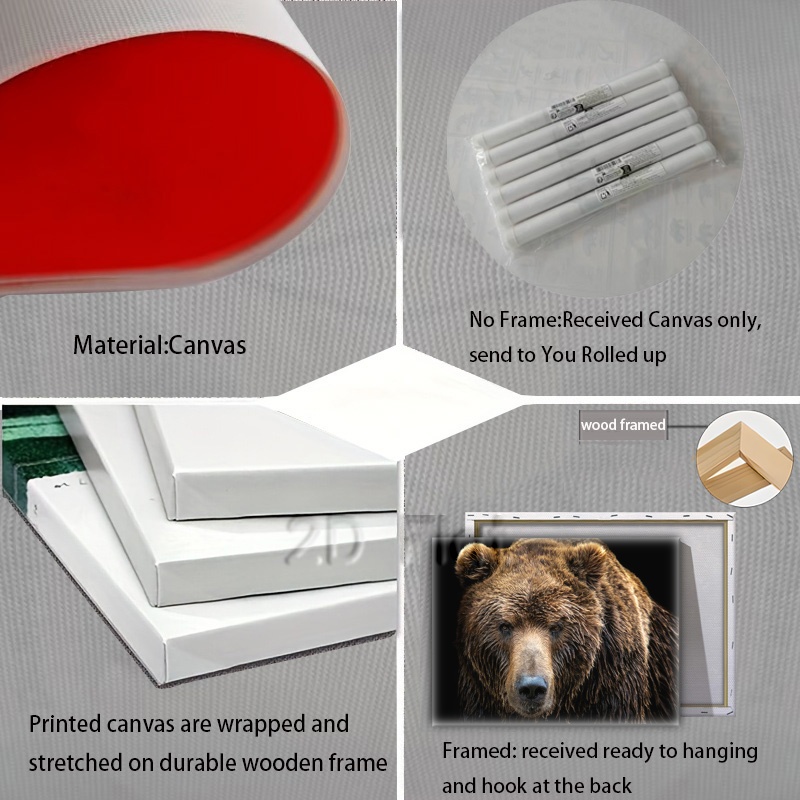 No Frame:Received Canvas only,
send to You Rolled up
Material:Canvas
wood framed
Printed canvas are wrapped and
stretched on durable wooden frame
Framed: received ready to hanging
and hook at the back